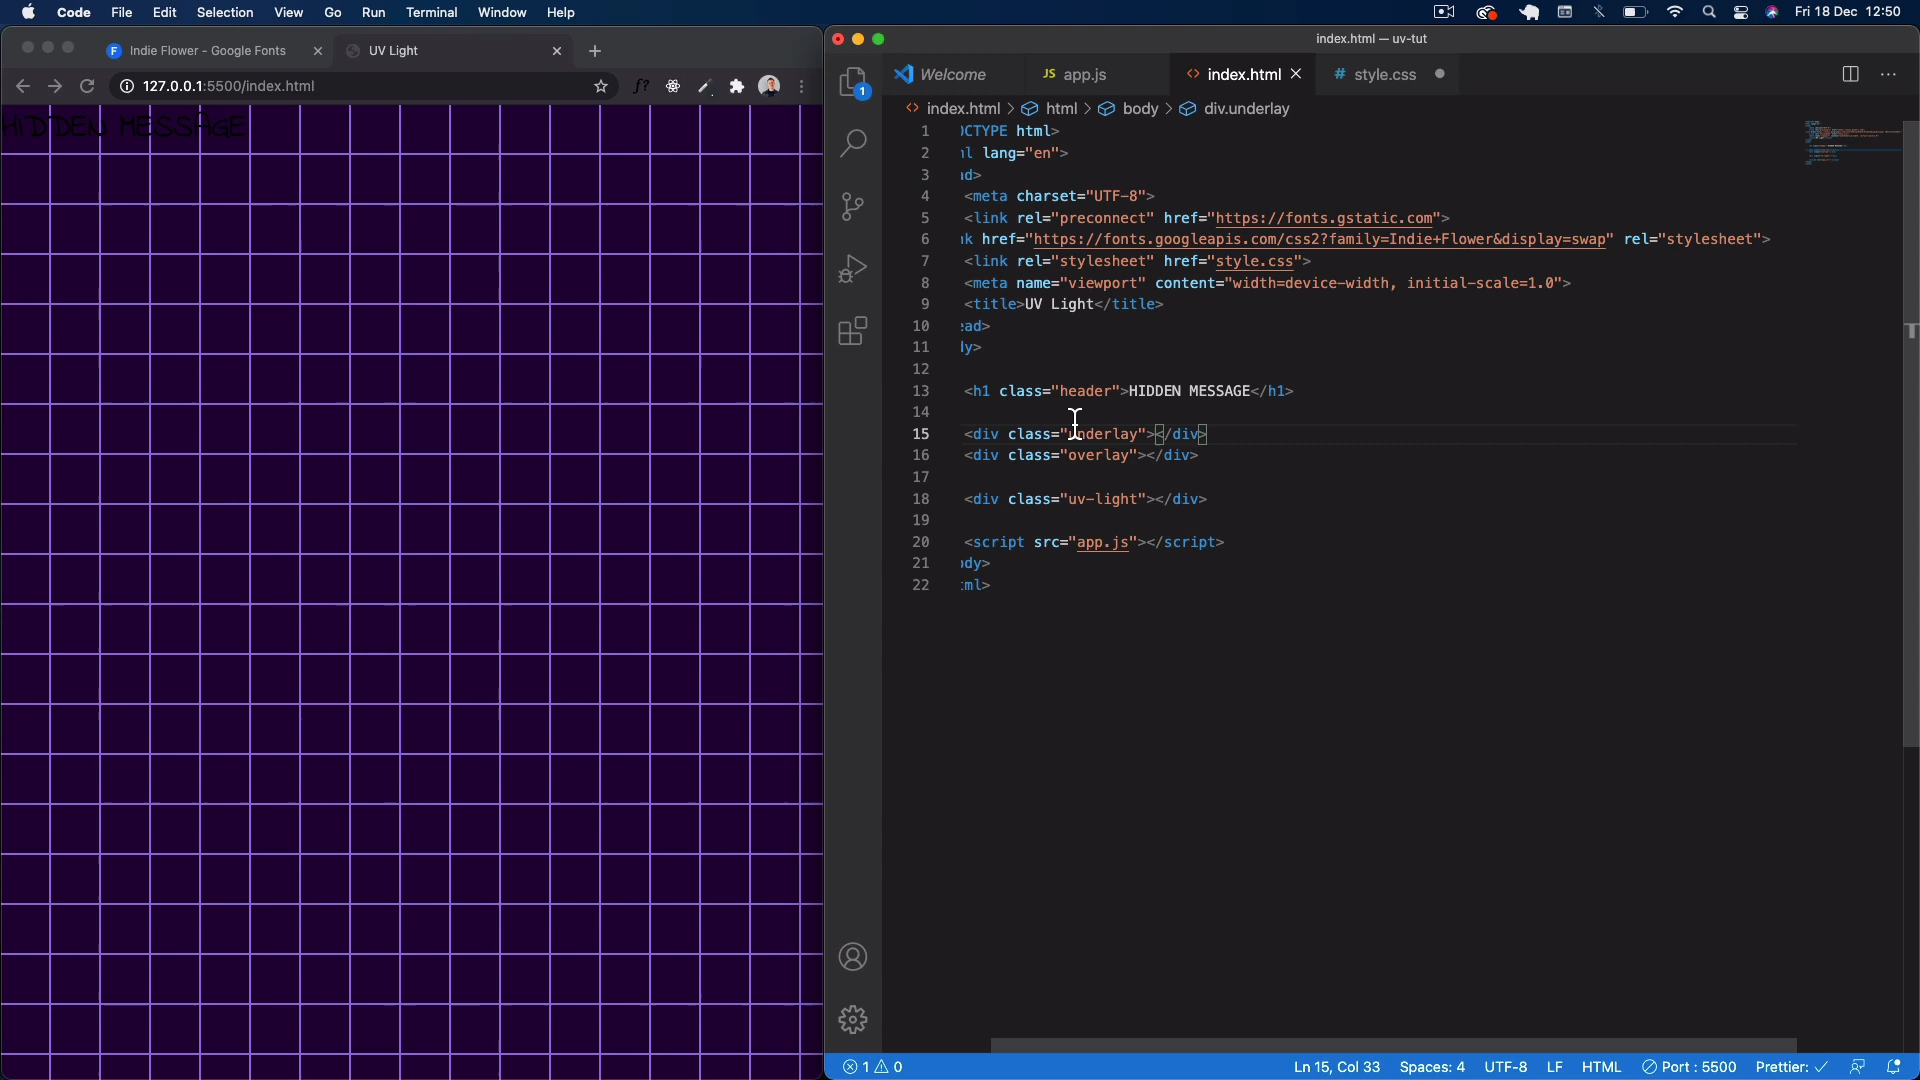 Code File Edit Selection View Go Run Terminal Window Help
Fri 18 Dec 12:50
Indie Flower - Google Fonts
UV Light
127.0.0.1:5500/index.html
f?
HIDDEN MESSAGE
index.html — uv-tut
1
Welcome
JS app.js
<> index.html
# style.css
<> index.html > html > body > div.underlay
1 OCTYPE html>
2 ml lang="en">
3 ad>
4 <meta charset="UTF-8">
5 <link rel="preconnect" href="https://fonts.gstatic.com">
6 nk href="https://fonts.googleapis.com/css2?family=Indie+Flower&display=swap" rel="stylesheet">
7 <link rel="stylesheet" href="style.css">
8 <meta name="viewport" content="width=device-width, initial-scale=1.0">
9 <title>UV Light</title>
10 ead>
11 dy>
12
13 <h1 class="header">HIDDEN MESSAGE</h1>
14
15 <div class="underlay"></div>
16 <div class="overlay"></div>
17
18 <div class="uv-light"></div>
19
20 <script src="app.js"></script>
21 ody>
22 tml>
1 0
Ln 15, Col 33 Spaces: 4 UTF-8 LF HTML Port : 5500 Prettier: ✓